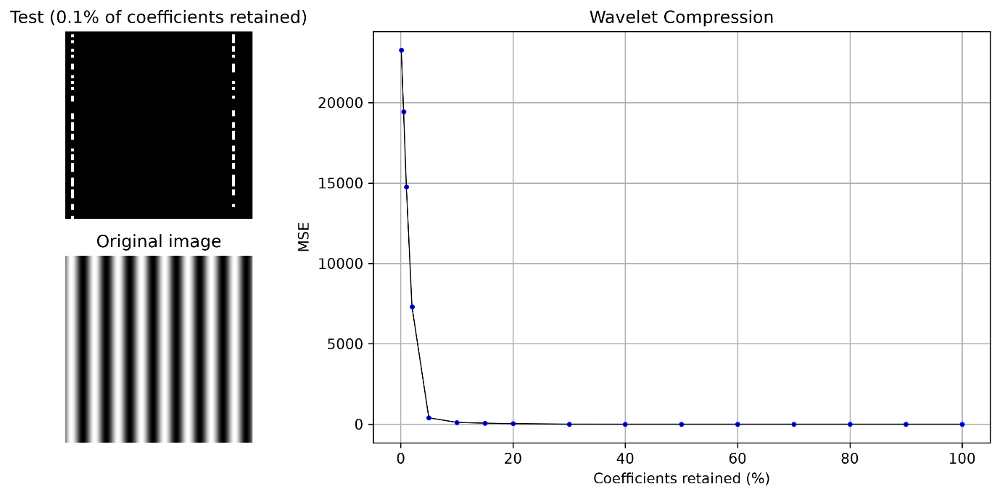 Test (0.1% of coefficients retained)
Original image
Wavelet Compression
MSE
20000
15000
10000
5000
0
0 20 40 60 80 100
Coefficients retained (%)